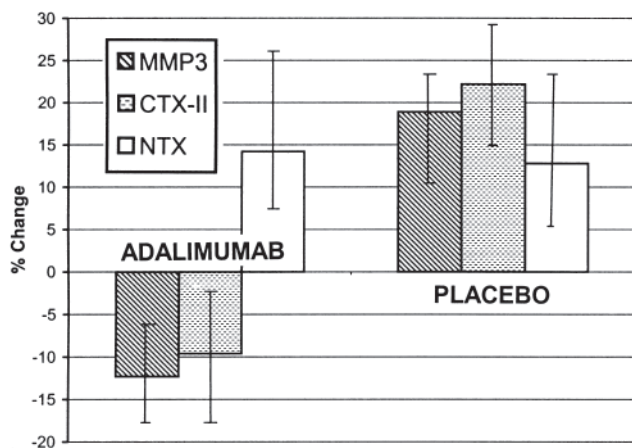 30
25
20
15
10
5
0
-5
-10
-15
-20
% Change
MMP3
CTX-II
NTX
ADALIMUMAB
PLACEBO